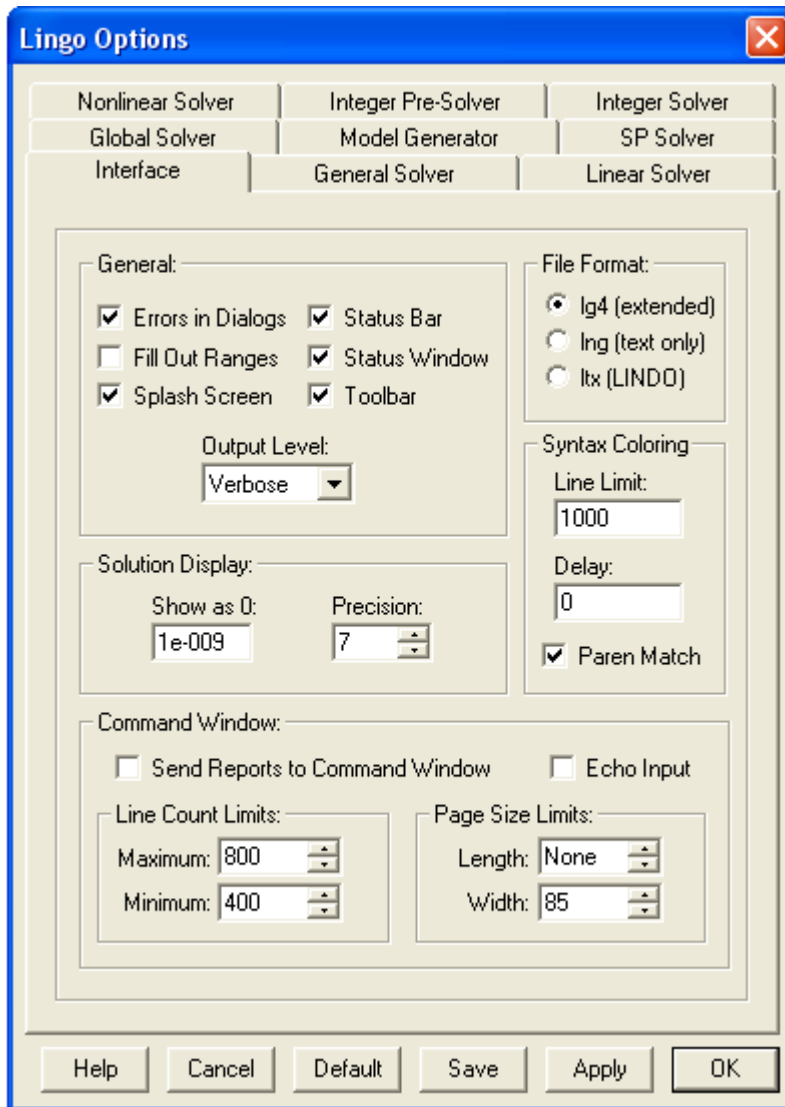 Lingo Options
Nonlinear Solver Integer Pre-Solver Integer Solver
Global Solver Model Generator SP Solver
Interface General Solver Linear Solver
General:
Errors in Dialogs Status Bar
Fill Out Ranges Status Window
Splash Screen Toolbar
Output Level:
Verbose
File Format:
lg4 (extended)
lng (text only)
ltx (LINDO)
Syntax Coloring
Line Limit:
1000
Delay:
0
Paren Match
Solution Display:
Show as 0: Precision:
1e-009 7
Command Window:
Send Reports to Command Window Echo Input
Line Count Limits:
Maximum: 800
Minimum: 400
Page Size Limits:
Length: None
Width: 85
Help Cancel Default Save Apply OK